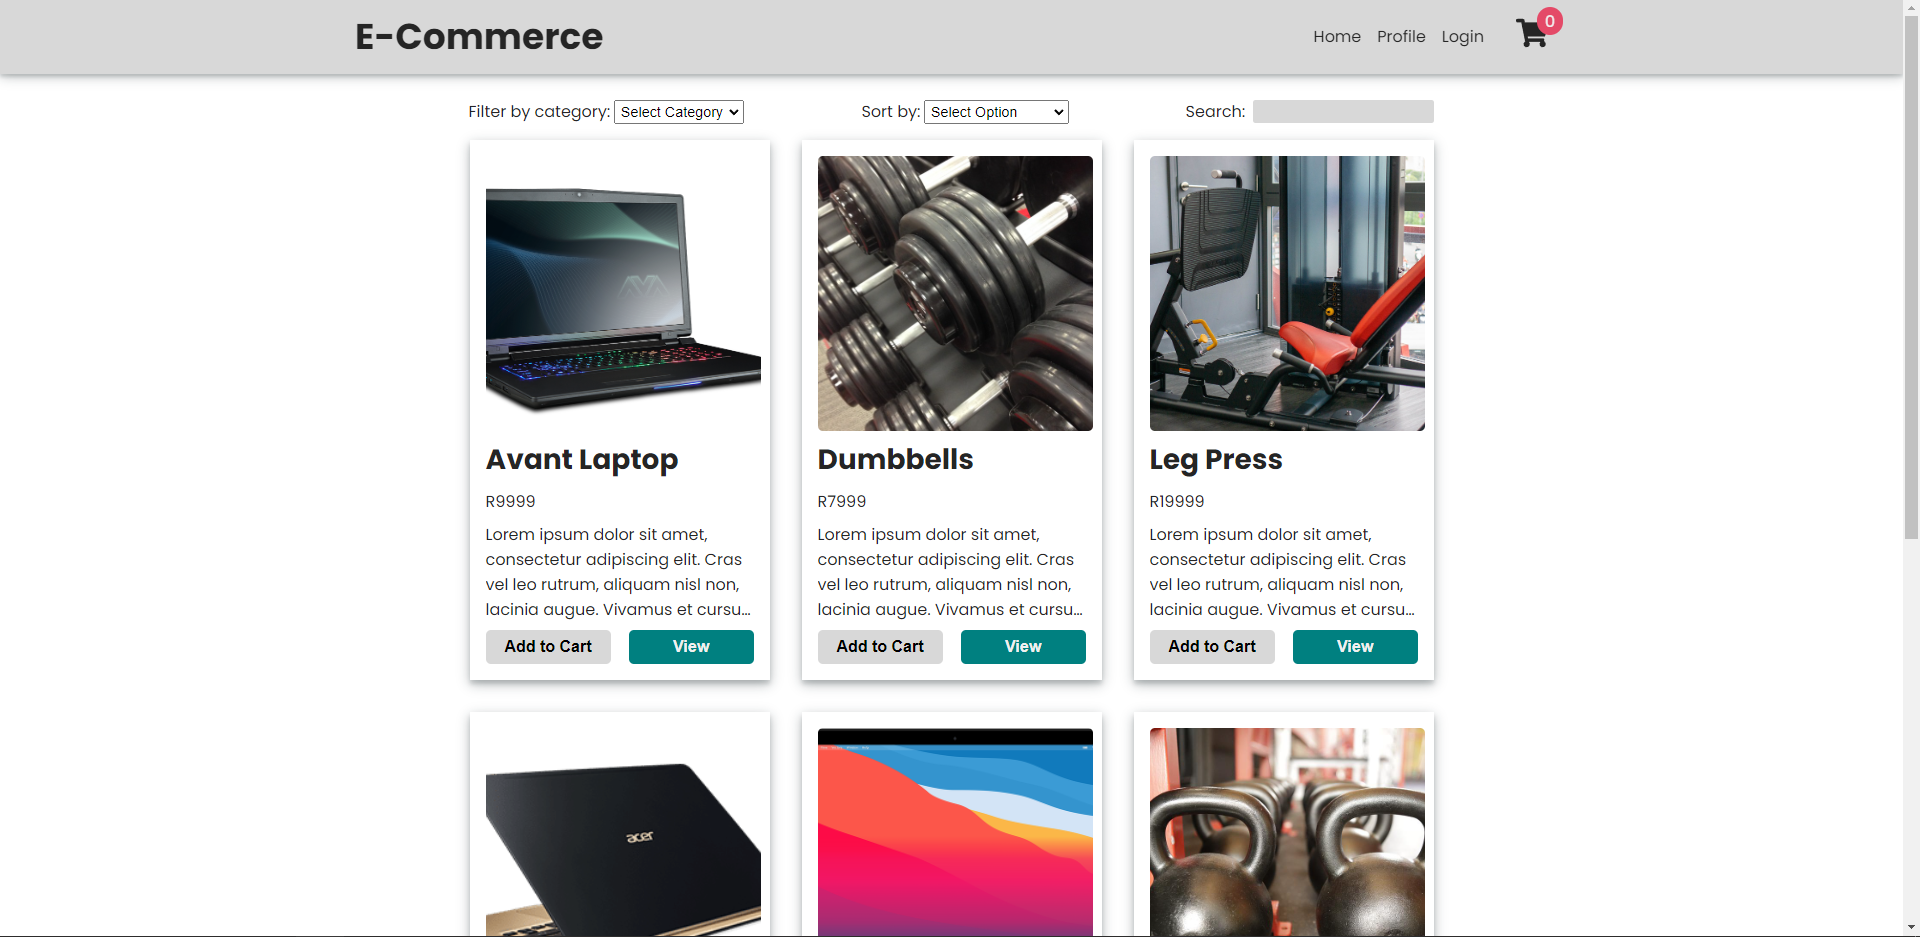 E-Commerce
Home Profile Login 0
Filter by category: Select Category Sort by: Select Option Search:
Avant Laptop
R9999
Lorem ipsum dolor sit amet,
consectetur adipiscing elit. Cras
vel leo rutrum, aliquam nisl non,
lacinia augue. Vivamus et cursu...
Add to Cart View
Dumbbells
R7999
Lorem ipsum dolor sit amet,
consectetur adipiscing elit. Cras
vel leo rutrum, aliquam nisl non,
lacinia augue. Vivamus et cursu...
Add to Cart View
Leg Press
R19999
Lorem ipsum dolor sit amet,
consectetur adipiscing elit. Cras
vel leo rutrum, aliquam nisl non,
lacinia augue. Vivamus et cursu...
Add to Cart View
acer